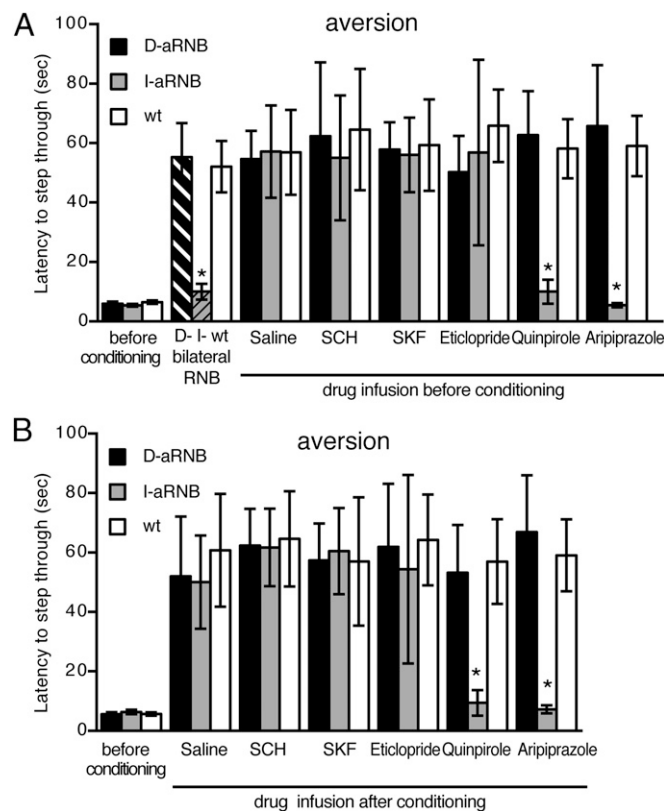 A
aversion
Latency to step through (sec)
100
80
60
40
20
0
D-aRNB
I-aRNB
wt
*
*
*
before
conditioning
D- I- wt
bilateral
RNB
Saline
SCH
SKF
Eticlopride
Quinpirole
Aripiprazole
drug infusion before conditioning
B
aversion
Latency to step through (sec)
100
80
60
40
20
0
D-aRNB
I-aRNB
wt
*
*
before
conditioning
Saline
SCH
SKF
Eticlopride
Quinpirole
Aripiprazole
drug infusion after conditioning